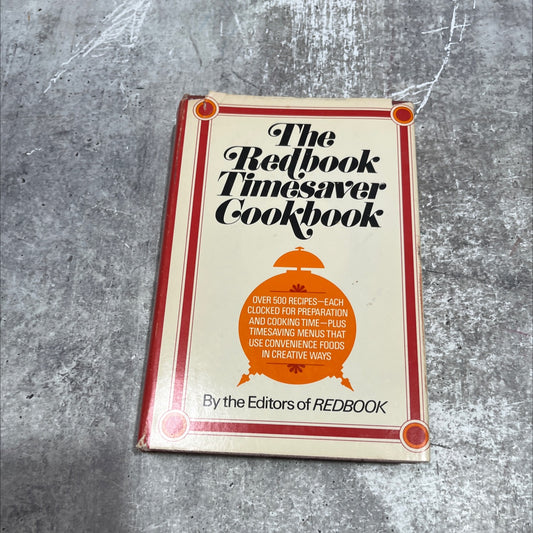 The
Redbook
Timesaver
Cookbook
OVER 500 RECIPES—EACH
CLOCKED FOR PREPARATION
AND COOKING TIME—PLUS
TIMESAVING MENUS THAT
USE CONVENIENCE FOODS
IN CREATIVE WAYS
By the Editors of REDBOOK